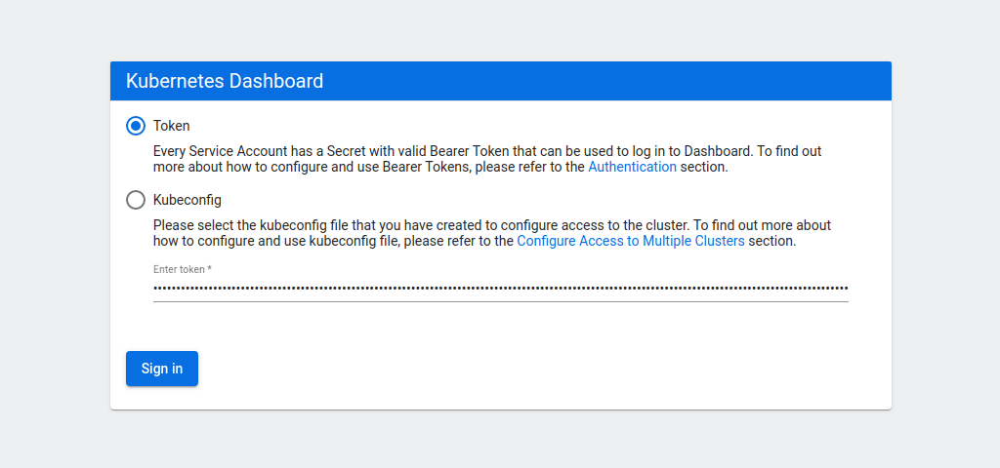 Kubernetes Dashboard
Token
Every Service Account has a Secret with valid Bearer Token that can be used to log in to Dashboard. To find out
more about how to configure and use Bearer Tokens, please refer to the Authentication section.
Kubeconfig
Please select the kubeconfig file that you have created to configure access to the cluster. To find out more about
how to configure and use kubeconfig file, please refer to the Configure Access to Multiple Clusters section.
Enter token *
Sign in